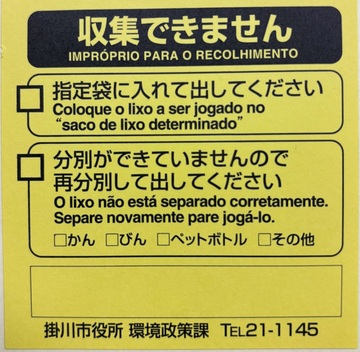 収集できません
IMPRÓPRIO PARA O RECOLHIMENTO
□ 指定袋に入れて出してください
Coloque o lixo a ser jogado no
“saco de lixo determinado”
□ 分別ができていませんので
再分別して出してください
O lixo não está separado corretamente.
Separe novamente pare jogá-lo.
□かん □びん □ペットボトル □その他
掛川市役所 環境政策課 TEL21-1145